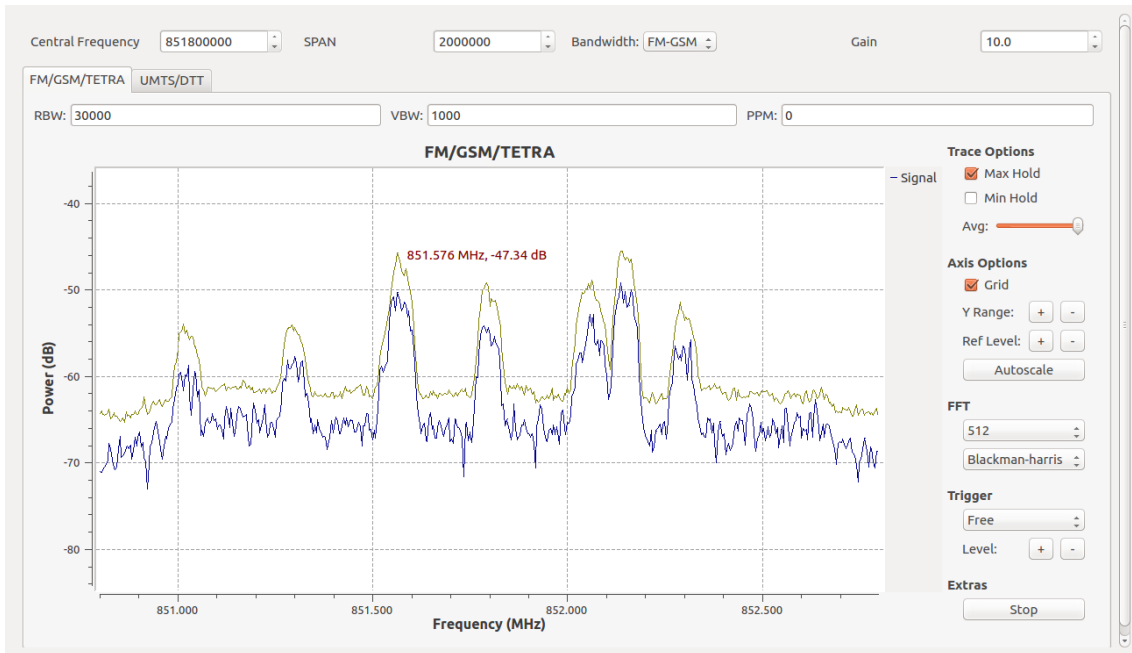 Central Frequency 851800000 SPAN 2000000 Bandwidth: FM-GSM Gain 10.0
FM/GSM/TETRA UMTS/DTT
RBW: 30000 VBW: 1000 PPM: 0
FM/GSM/TETRA
Signal
851.576 MHz, -47.34 dB
-40
-50
-60
-70
-80
Power (dB)
851.000 851.500 852.000 852.500
Frequency (MHz)
Trace Options
Max Hold
Min Hold
Avg:
Axis Options
Grid
Y Range: + -
Ref Level: + -
Autoscale
FFT
512
Blackman-harris
Trigger
Free
Level: + -
Extras
Stop